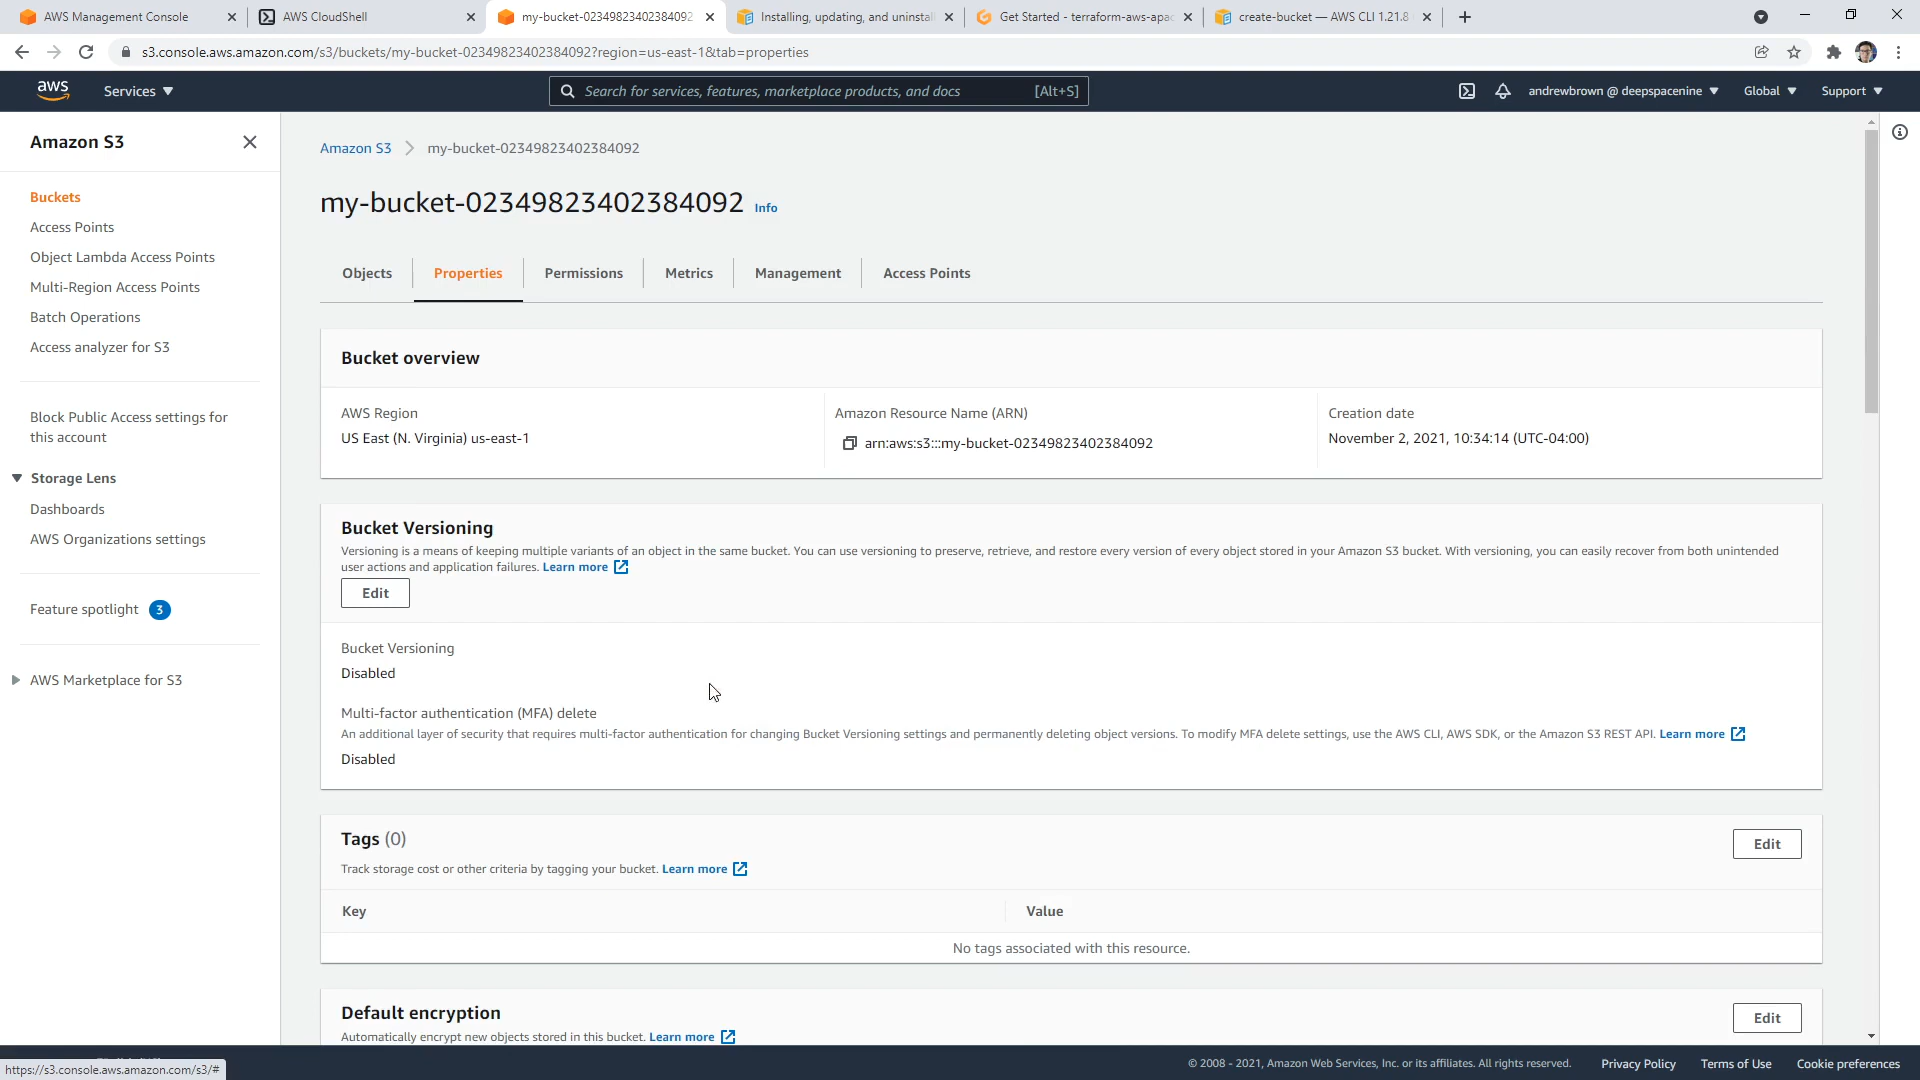 AWS Management Console
AWS CloudShell
my-bucket-02349823402384092
Installing, updating, and uninstal
Get Started - terraform-aws-apac
create-bucket — AWS CLI 1.21.8
s3.console.aws.amazon.com/s3/buckets/my-bucket-02349823402384092?region=us-east-1&tab=properties
aws
Services
Search for services, features, marketplace products, and docs
[Alt+S]
andrewbrown @ deepspacenine
Global
Support
Amazon S3
Buckets
Access Points
Object Lambda Access Points
Multi-Region Access Points
Batch Operations
Access analyzer for S3
Block Public Access settings for
this account
Storage Lens
Dashboards
AWS Organizations settings
Feature spotlight 3
AWS Marketplace for S3
Amazon S3 > my-bucket-02349823402384092
my-bucket-02349823402384092 Info
Objects
Properties
Permissions
Metrics
Management
Access Points
Bucket overview
AWS Region
US East (N. Virginia) us-east-1
Amazon Resource Name (ARN)
arn:aws:s3:::my-bucket-02349823402384092
Creation date
November 2, 2021, 10:34:14 (UTC-04:00)
Bucket Versioning
Versioning is a means of keeping multiple variants of an object in the same bucket. You can use versioning to preserve, retrieve, and restore every version of every object stored in your Amazon S3 bucket. With versioning, you can easily recover from both unintended
user actions and application failures. Learn more
Edit
Bucket Versioning
Disabled
Multi-factor authentication (MFA) delete
An additional layer of security that requires multi-factor authentication for changing Bucket Versioning settings and permanently deleting object versions. To modify MFA delete settings, use the AWS CLI, AWS SDK, or the Amazon S3 REST API. Learn more
Disabled
Tags (0)
Edit
Track storage cost or other criteria by tagging your bucket. Learn more
Key
Value
No tags associated with this resource.
Default encryption
Edit
Automatically encrypt new objects stored in this bucket. Learn more
https://s3.console.aws.amazon.com/s3/#
© 2008 - 2021, Amazon Web Services, Inc. or its affiliates. All rights reserved.
Privacy Policy
Terms of Use
Cookie preferences